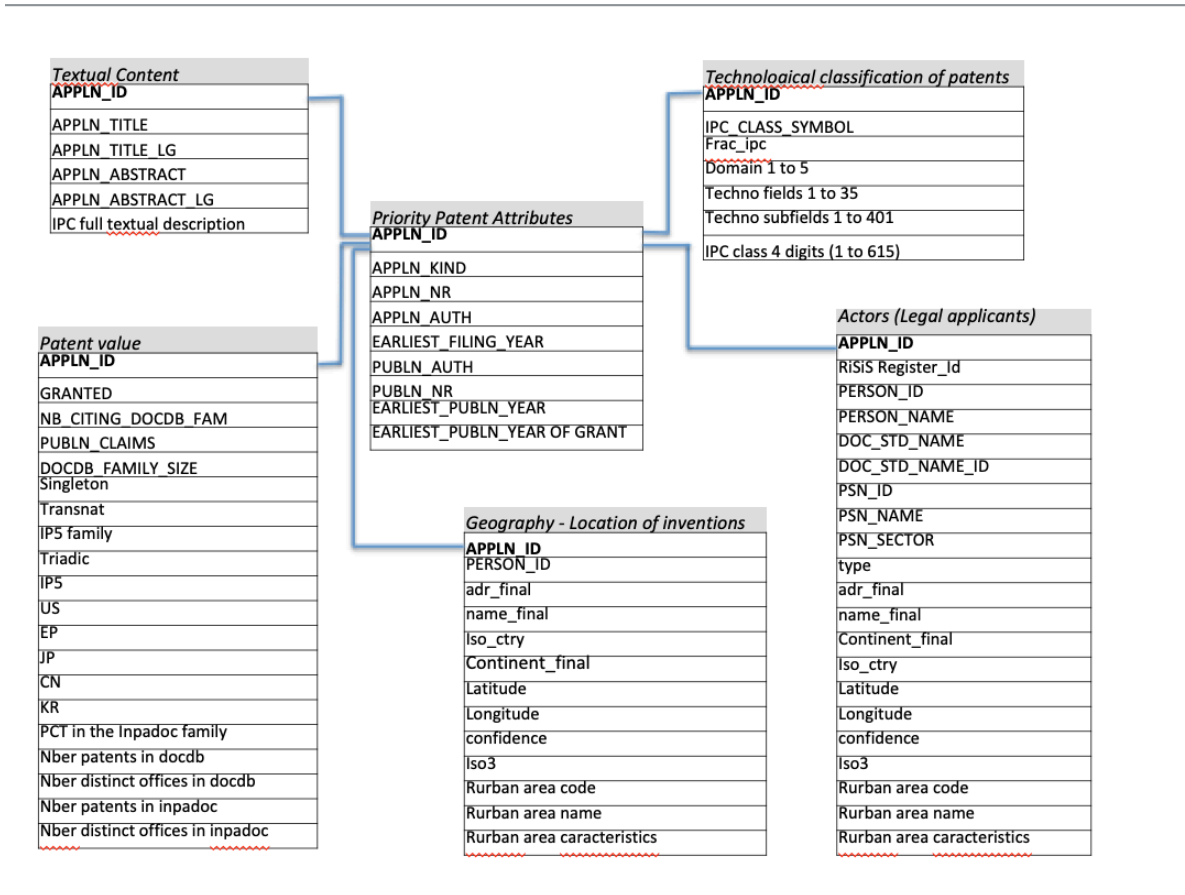 Textual Content
APPLN_ID
APPLN_TITLE
APPLN_TITLE_LG
APPLN_ABSTRACT
APPLN_ABSTRACT_LG
IPC full textual description
Technological classification of patents
APPLN_ID
IPC_CLASS_SYMBOL
Frac_ipc
Domain 1 to 5
Techno fields 1 to 35
Techno subfields 1 to 401
IPC class 4 digits (1 to 615)
Priority Patent Attributes
APPLN_ID
APPLN_KIND
APPLN_NR
APPLN_AUTH
EARLIEST_FILING_YEAR
PUBLN_AUTH
PUBLN_NR
EARLIEST_PUBLN_YEAR
EARLIEST_PUBLN_YEAR OF GRANT
Patent value
APPLN_ID
GRANTED
NB_CITING_DOCDB_FAM
PUBLN_CLAIMS
DOCDB_FAMILY_SIZE
Singleton
Transnat
IP5 family
Triadic
IP5
US
EP
JP
CN
KR
PCT in the Inpadoc family
Nber patents in docdb
Nber distinct offices in docdb
Nber patents in inpadoc
Nber distinct offices in inpadoc
Geography - Location of inventions
APPLN_ID
PERSON_ID
adr_final
name_final
Iso_ctry
Continent_final
Latitude
Longitude
confidence
Iso3
Rurban area code
Rurban area name
Rurban area caracteristics
Actors (Legal applicants)
APPLN_ID
RiSiS Register_Id
PERSON_ID
PERSON_NAME
DOC_STD_NAME
DOC_STD_NAME_ID
PSN_ID
PSN_NAME
PSN_SECTOR
type
adr_final
name_final
Continent_final
Iso_ctry
Latitude
Longitude
confidence
Iso3
Rurban area code
Rurban area name
Rurban area caracteristics